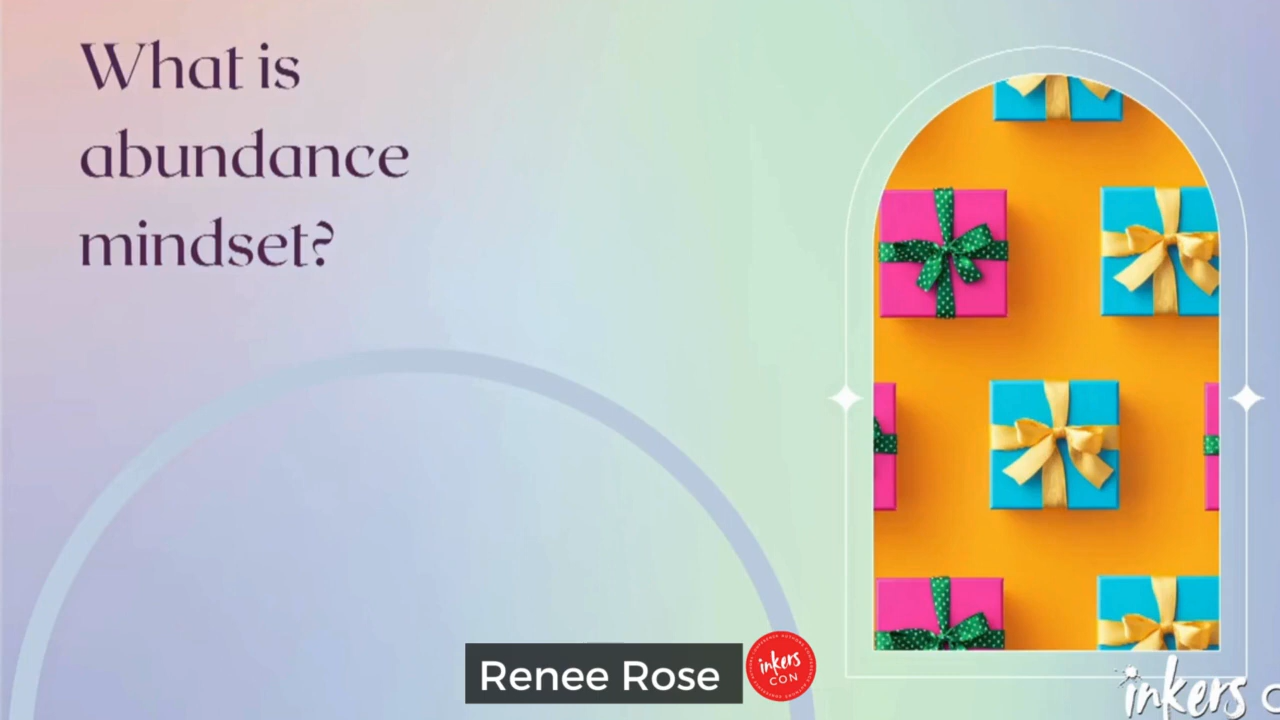 What is
abundance
mindset?
Renee Rose
inkers
CON
inkers C